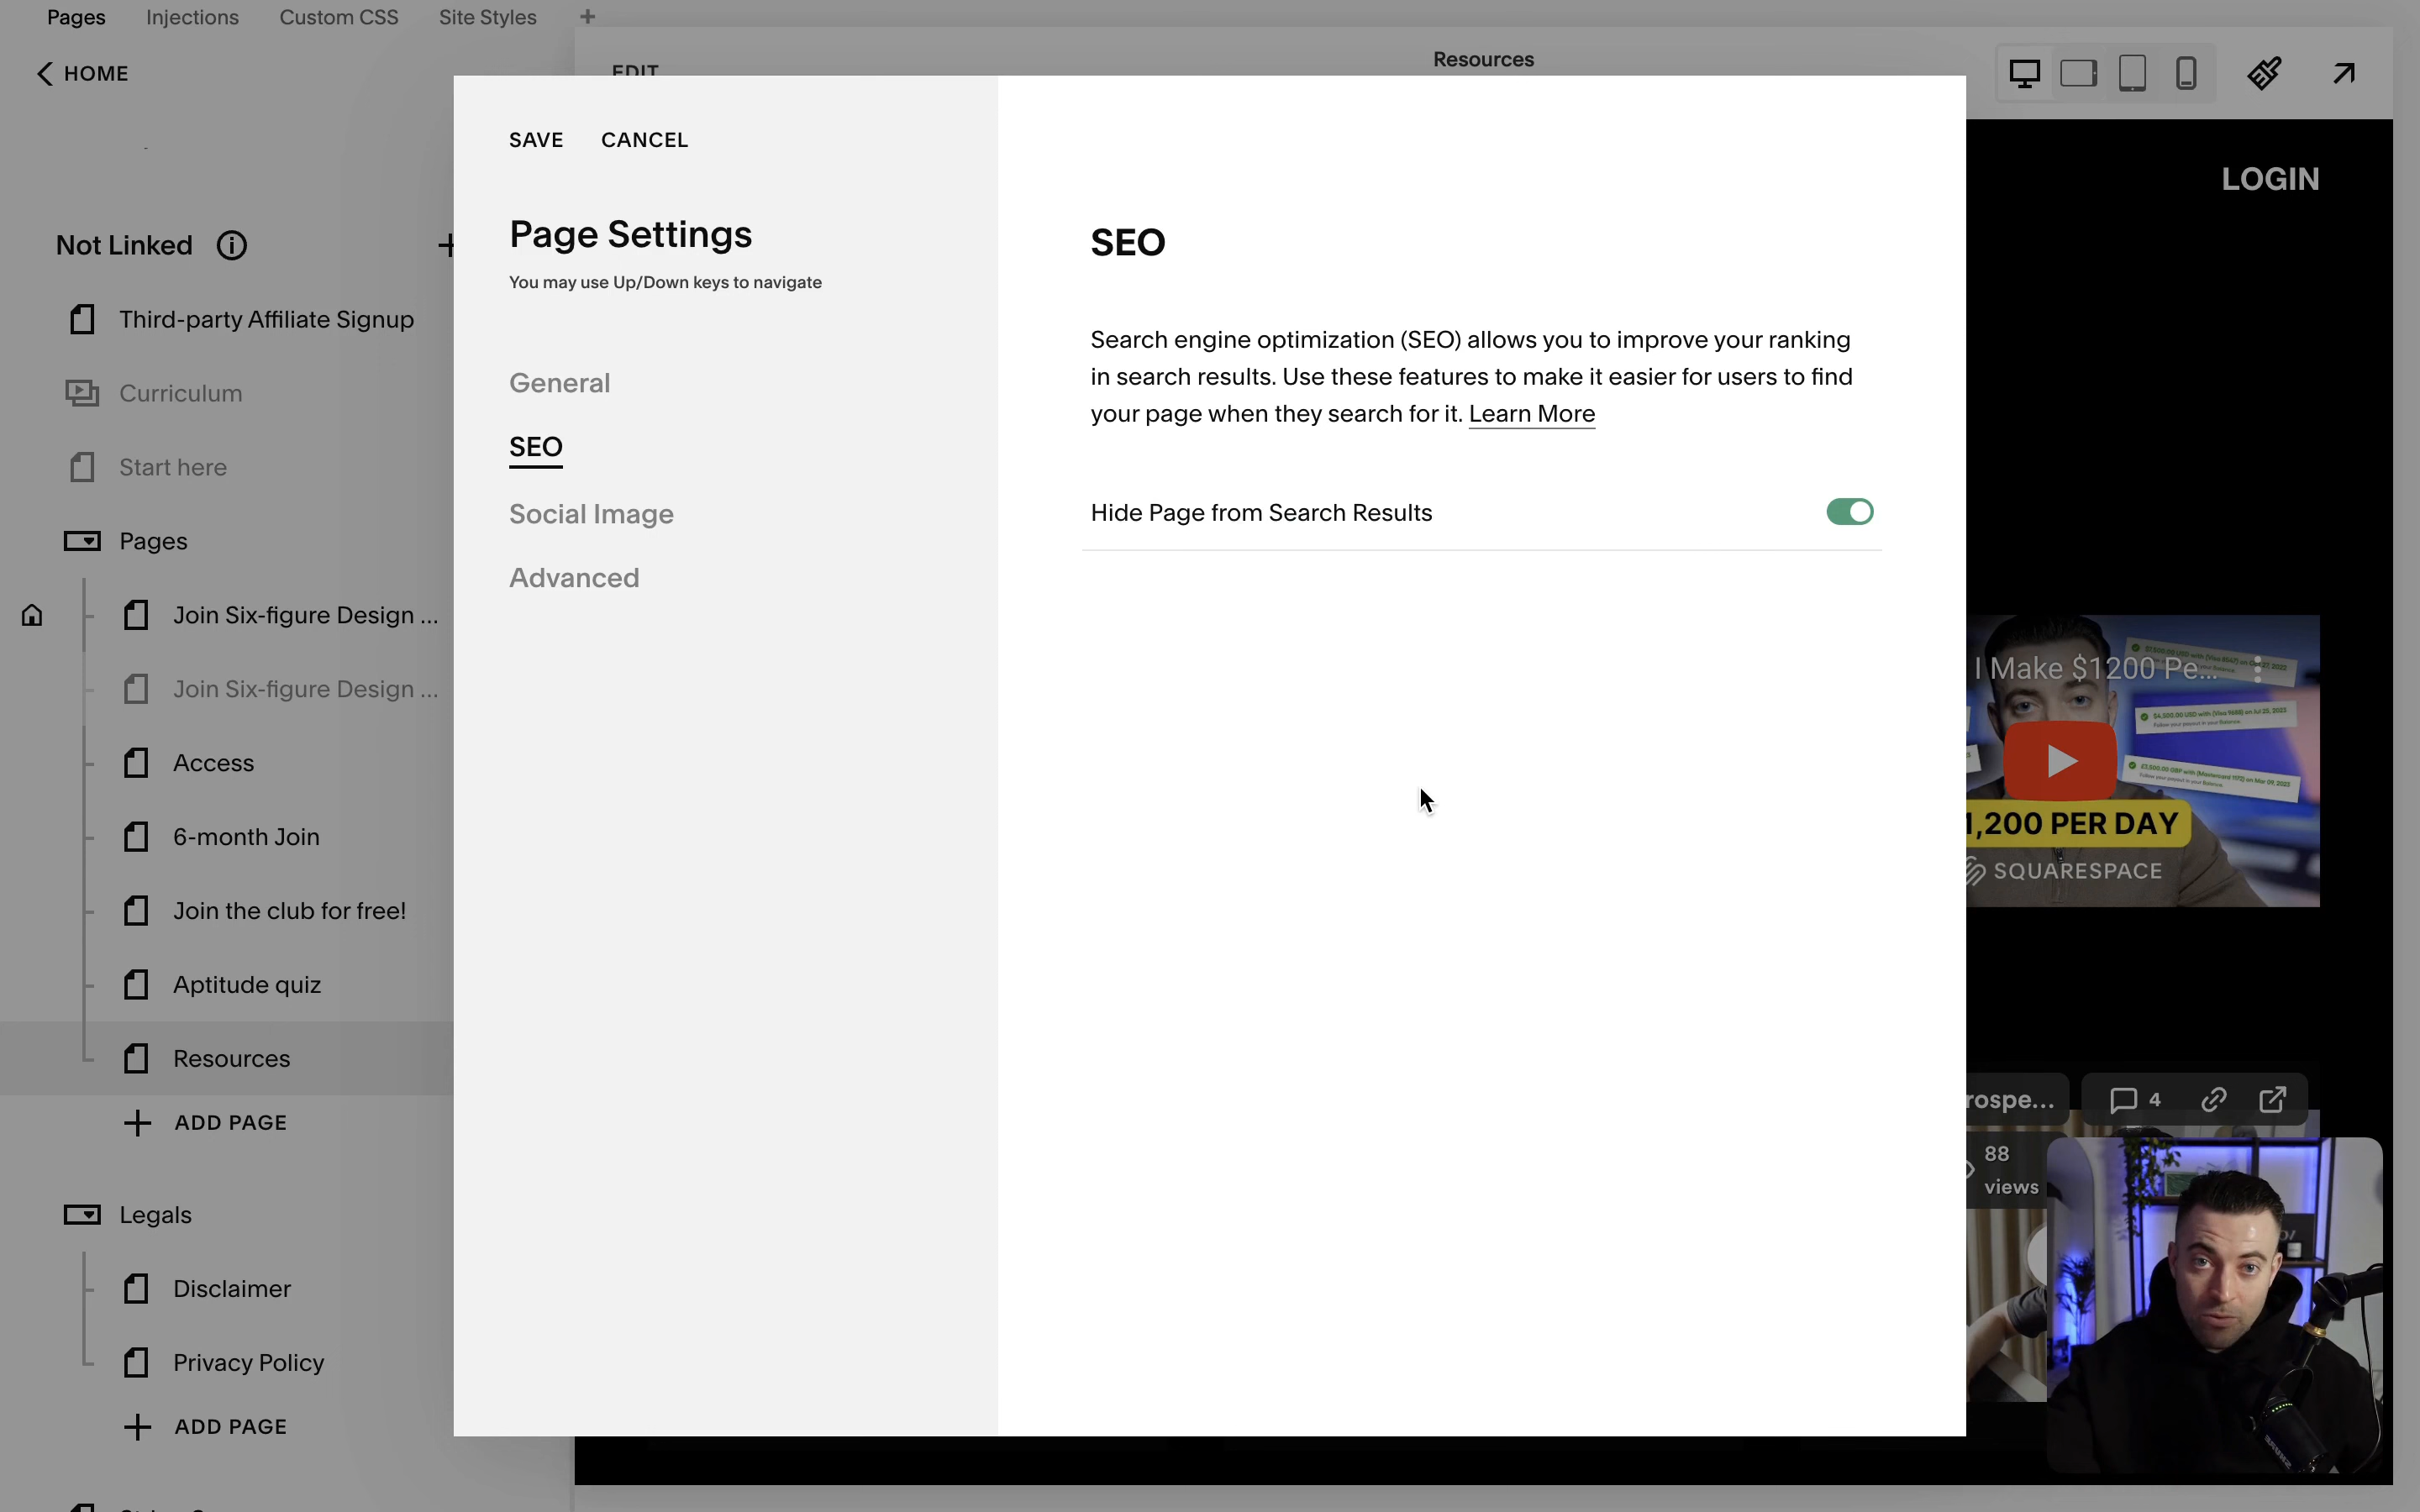 Pages Injections Custom CSS Site Styles
HOME
EDIT
Resources
LOGIN
Not Linked
Third-party Affiliate Signup
Curriculum
Start here
Pages
Join Six-figure Design ...
Join Six-figure Design ...
Access
6-month Join
Join the club for free!
Aptitude quiz
Resources
ADD PAGE
Legals
Disclaimer
Privacy Policy
ADD PAGE
SAVE CANCEL
Page Settings
You may use Up/Down keys to navigate
General
SEO
Social Image
Advanced
SEO
Search engine optimization (SEO) allows you to improve your ranking
in search results. Use these features to make it easier for users to find
your page when they search for it. Learn More
Hide Page from Search Results
I Make $1200 Pe...
1,200 PER DAY
SQUARESPACE
rospe...
4
88
views